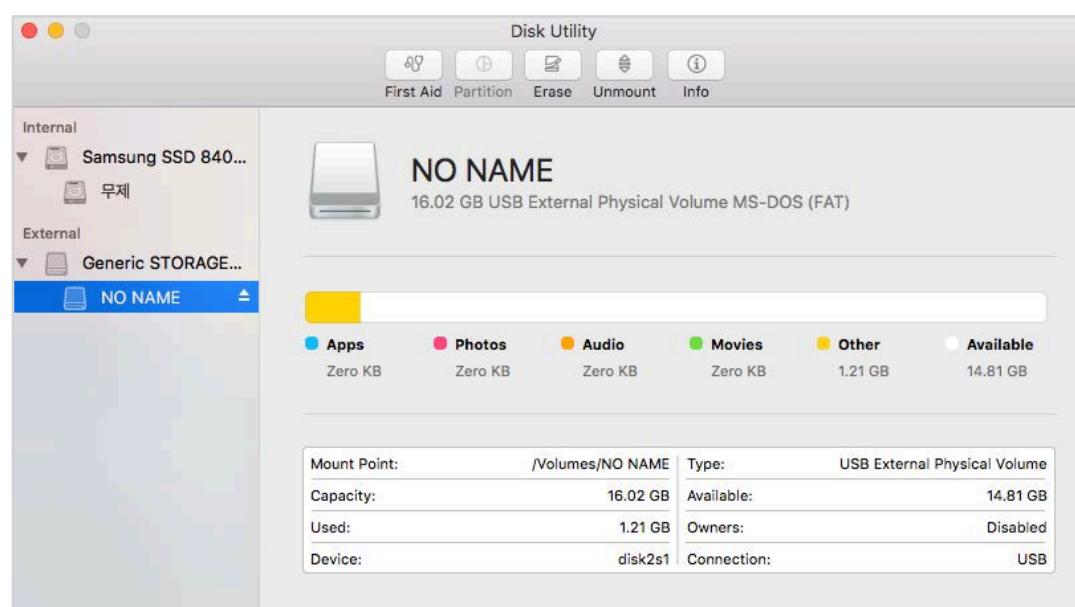 Disk Utility
First Aid Partition Erase Unmount Info
Internal
Samsung SSD 840...
무제
External
Generic STORAGE...
NO NAME
NO NAME
16.02 GB USB External Physical Volume MS-DOS (FAT)
Apps Photos Audio Movies Other Available
Zero KB Zero KB Zero KB Zero KB 1.21 GB 14.81 GB
Mount Point: /Volumes/NO NAME Type: USB External Physical Volume
Capacity: 16.02 GB Available: 14.81 GB
Used: 1.21 GB Owners: Disabled
Device: disk2s1 Connection: USB